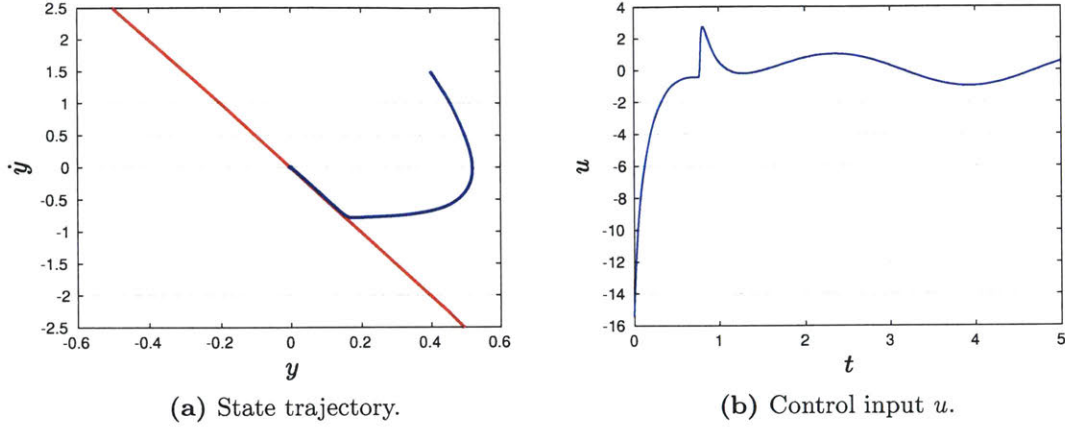 2.5
2
1.5
1
0.5
0
-0.5
-1
-1.5
-2
-2.5
ẏ
-0.6 -0.4 -0.2 0 0.2 0.4 0.6
y
(a) State trajectory.
4
2
0
-2
-4
-6
-8
-10
-12
-14
-16
u
0 1 2 3 4 5
t
(b) Control input u.